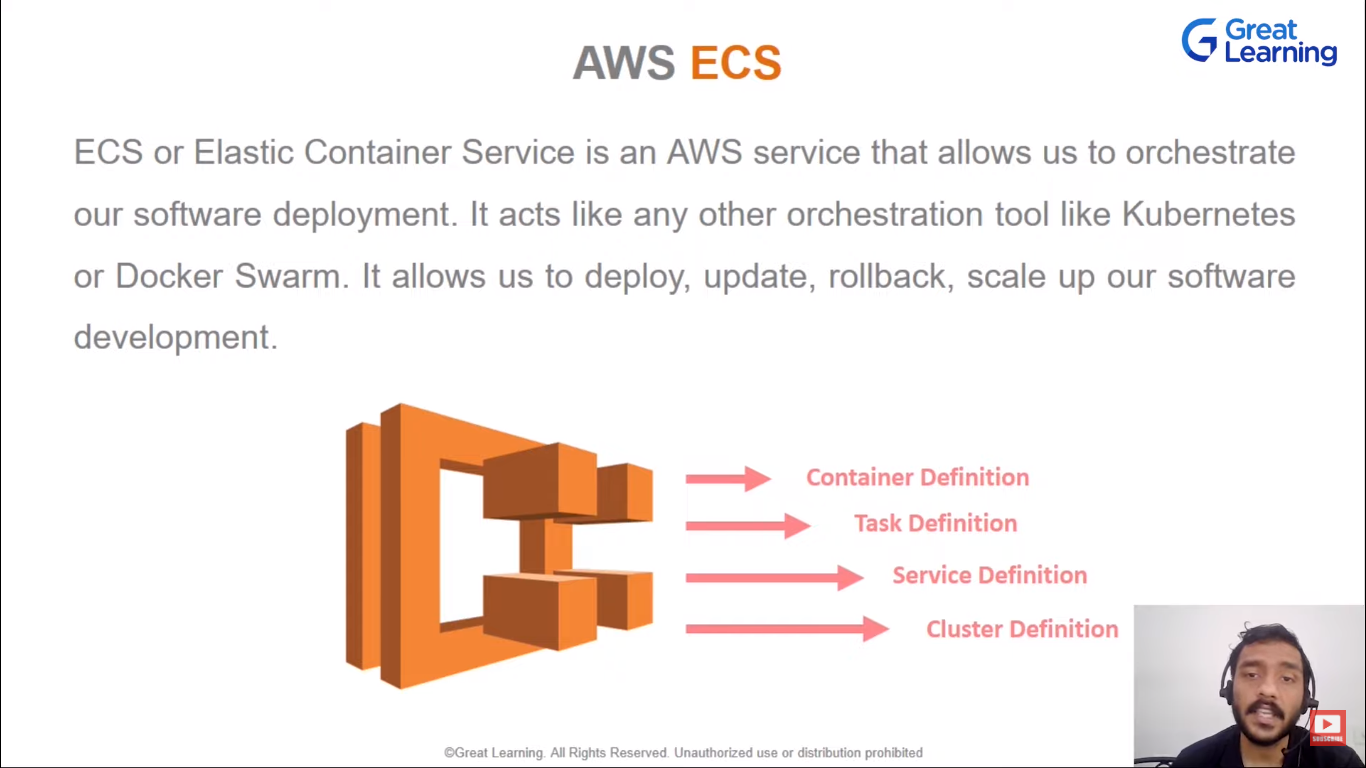 Great
Learning
AWS ECS
ECS or Elastic Container Service is an AWS service that allows us to orchestrate
our software deployment. It acts like any other orchestration tool like Kubernetes
or Docker Swarm. It allows us to deploy, update, rollback, scale up our software
development.
Container Definition
Task Definition
Service Definition
Cluster Definition
SUBSCRIBE
©Great Learning. All Rights Reserved. Unauthorized use or distribution prohibited